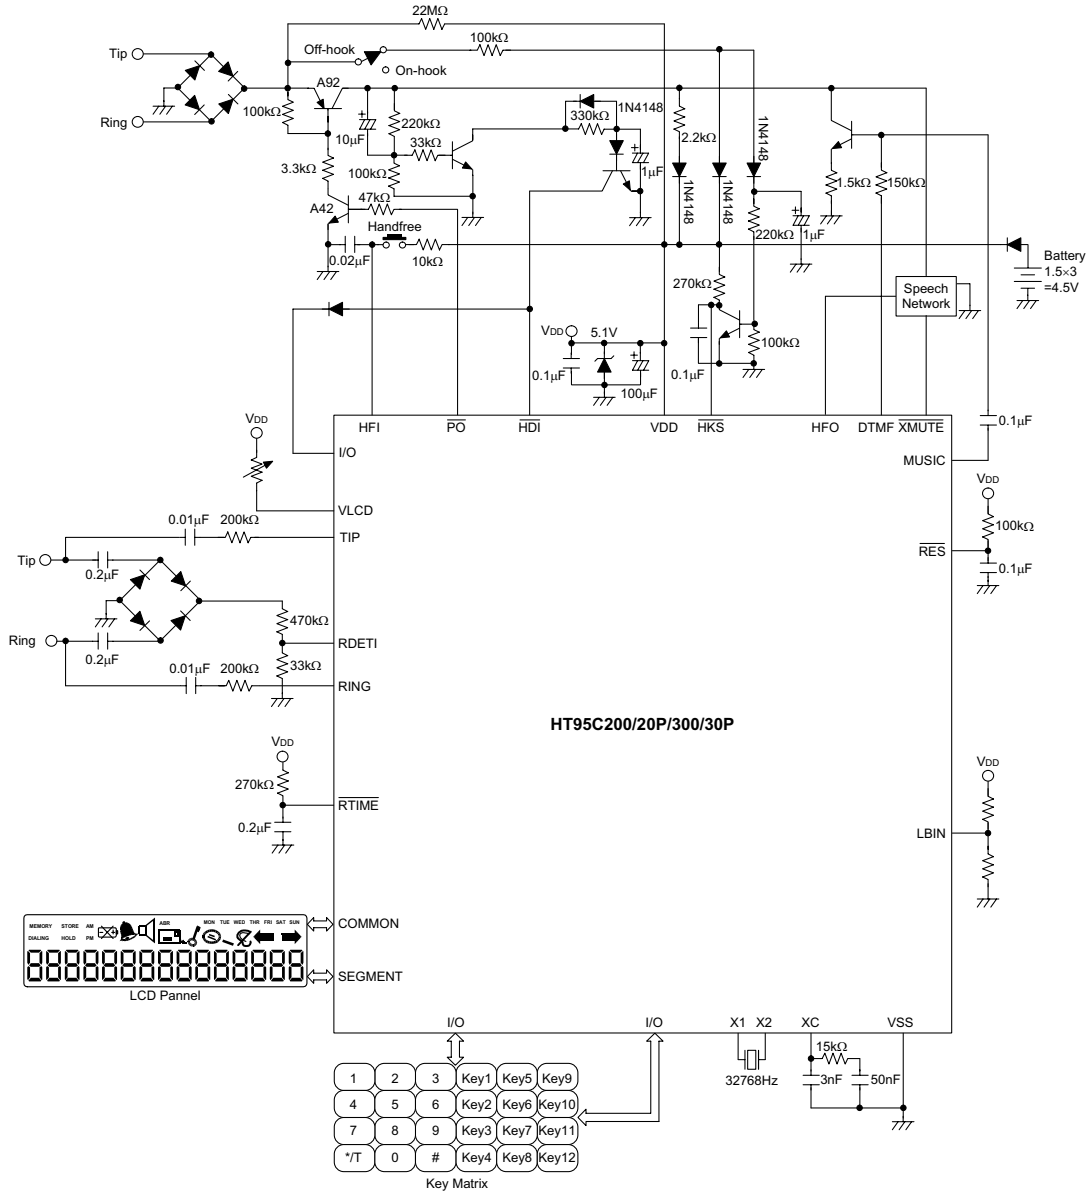 22MΩ
Off-hook
100kΩ
Tip
On-hook
A92
1N4148
100kΩ
10μF
220kΩ
330kΩ
2.2kΩ
1N4148
Ring
33kΩ
1μF
3.3kΩ
100kΩ
1N4148
1N4148
1.5kΩ
150kΩ
A42
47kΩ
Handfree
220kΩ
1μF
0.02μF
10kΩ
Battery
1.5×3
=4.5V
270kΩ
Speech
Network
VDD
5.1V
100kΩ
0.1μF
100μF
0.1μF
HFI
PO
HDI
VDD
HKS
HFO
DTMF
XMUTE
0.1μF
VDD
I/O
MUSIC
VDD
VLCD
0.01μF
200kΩ
TIP
100kΩ
RES
Tip
0.2μF
0.1μF
470kΩ
Ring
RDETI
0.2μF
33kΩ
0.01μF
200kΩ
RING
HT95C200/20P/300/30P
VDD
VDD
270kΩ
RTIME
0.2μF
LBIN
MEMORY STORE AM ABR MON TUE WED THR FRI SAT SUN
DIALING HOLD PM
COMMON
SEGMENT
LCD Pannel
I/O
I/O
X1 X2
XC
VSS
15kΩ
32768Hz
3nF
50nF
1 2 3 Key1 Key5 Key9
4 5 6 Key2 Key6 Key10
7 8 9 Key3 Key7 Key11
*/T 0 # Key4 Key8 Key12
Key Matrix